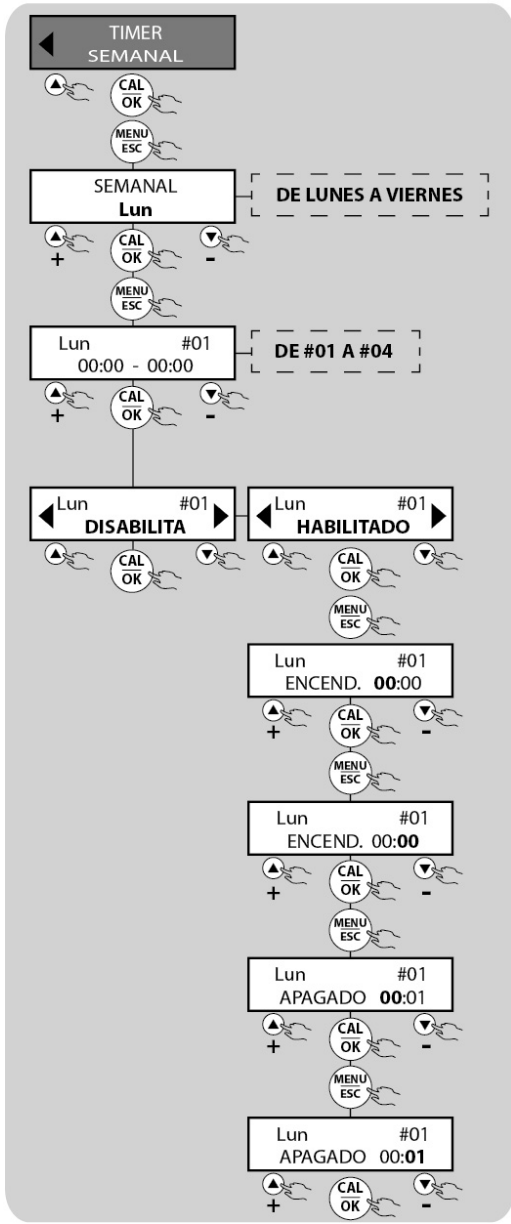 TIMER
SEMANAL
CAL
OK
MENU
ESC
SEMANAL
Lun
DE LUNES A VIERNES
+
CAL
OK
-
MENU
ESC
Lun #01
00:00 - 00:00
DE #01 A #04
+
CAL
OK
-
Lun #01
DISABILITA
Lun #01
HABILITADO
CAL
OK
CAL
OK
MENU
ESC
Lun #01
ENCEND. 00:00
+
CAL
OK
-
MENU
ESC
Lun #01
ENCEND. 00:00
+
CAL
OK
-
MENU
ESC
Lun #01
APAGADO 00:01
+
CAL
OK
-
MENU
ESC
Lun #01
APAGADO 00:01
+
CAL
OK
-